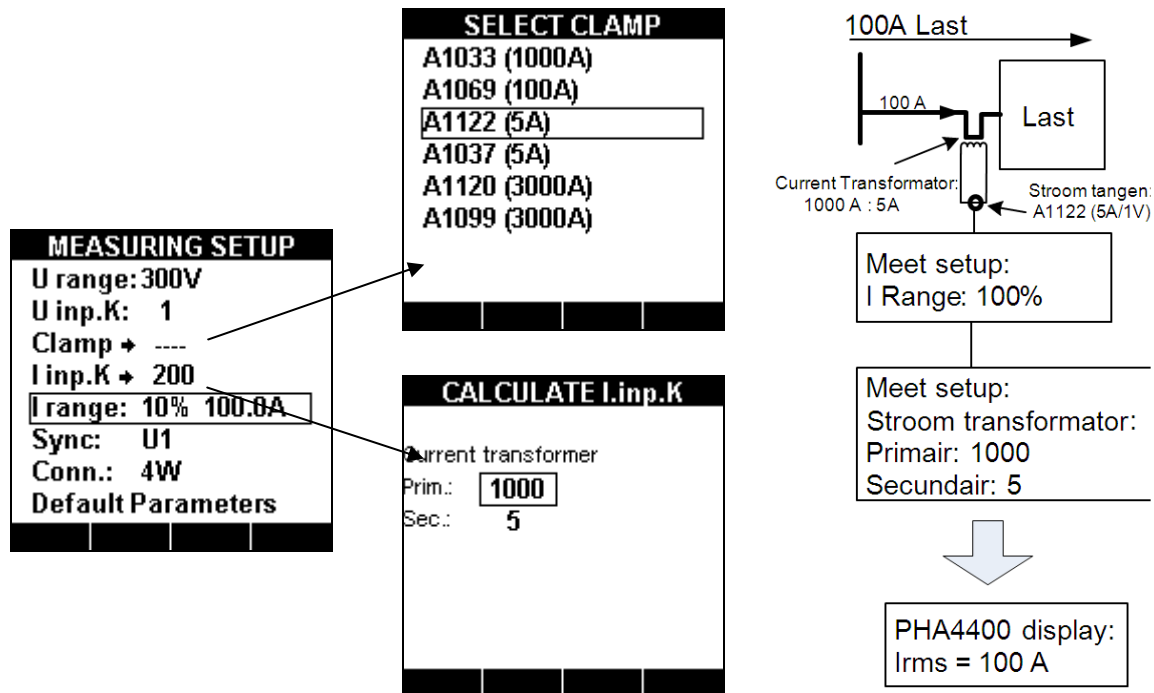 MEASURING SETUP
U range: 300V
U inp.K: 1
Clamp ➔ ----
I inp.K ➔ 200
I range: 10% 100.0A
Sync: U1
Conn.: 4W
Default Parameters
SELECT CLAMP
A1033 (1000A)
A1069 (100A)
A1122 (5A)
A1037 (5A)
A1120 (3000A)
A1099 (3000A)
CALCULATE I.inp.K
Current transformer
Prim.: 1000
Sec.: 5
100A Last
100 A
Last
Current Transformator:
1000 A : 5A
Stroom tangen:
A1122 (5A/1V)
Meet setup:
I Range: 100%
Meet setup:
Stroom transformator:
Primair: 1000
Secundair: 5
PHA4400 display:
Irms = 100 A